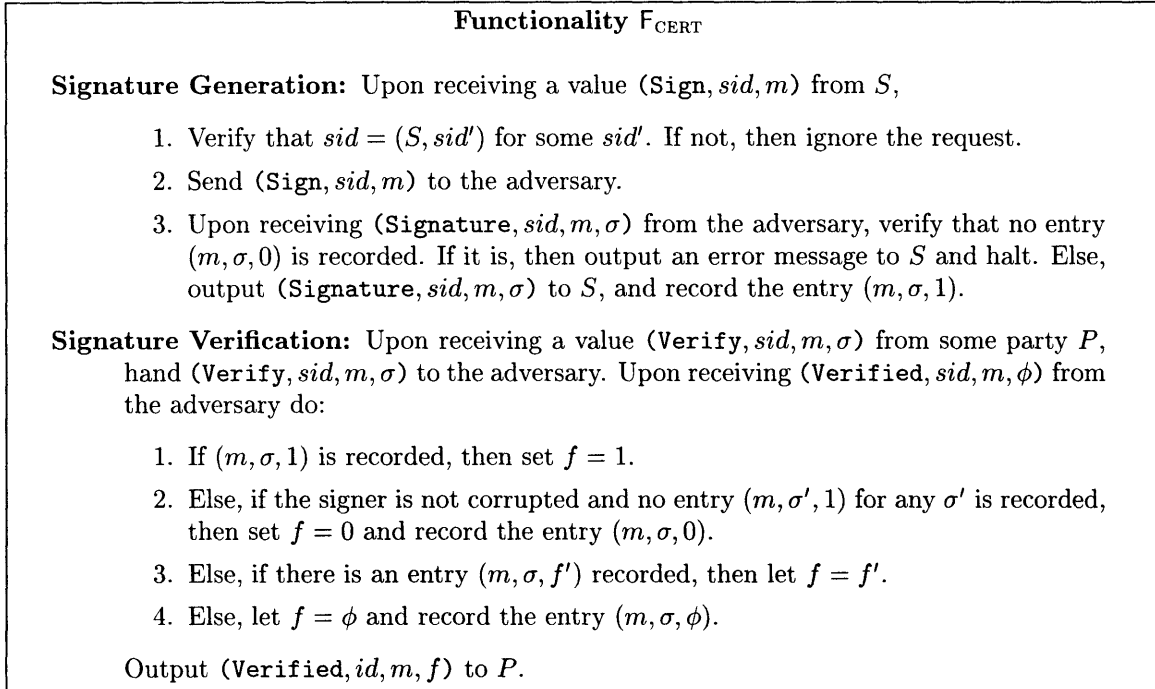 Functionality F_CERT
Signature Generation: Upon receiving a value (Sign, sid, m) from S,
1. Verify that sid = (S, sid′) for some sid′. If not, then ignore the request.
2. Send (Sign, sid, m) to the adversary.
3. Upon receiving (Signature, sid, m, σ) from the adversary, verify that no entry
(m, σ, 0) is recorded. If it is, then output an error message to S and halt. Else,
output (Signature, sid, m, σ) to S, and record the entry (m, σ, 1).
Signature Verification: Upon receiving a value (Verify, sid, m, σ) from some party P,
hand (Verify, sid, m, σ) to the adversary. Upon receiving (Verified, sid, m, ϕ) from
the adversary do:
1. If (m, σ, 1) is recorded, then set f = 1.
2. Else, if the signer is not corrupted and no entry (m, σ′, 1) for any σ′ is recorded,
then set f = 0 and record the entry (m, σ, 0).
3. Else, if there is an entry (m, σ, f′) recorded, then let f = f′.
4. Else, let f = ϕ and record the entry (m, σ, ϕ).
Output (Verified, id, m, f) to P.